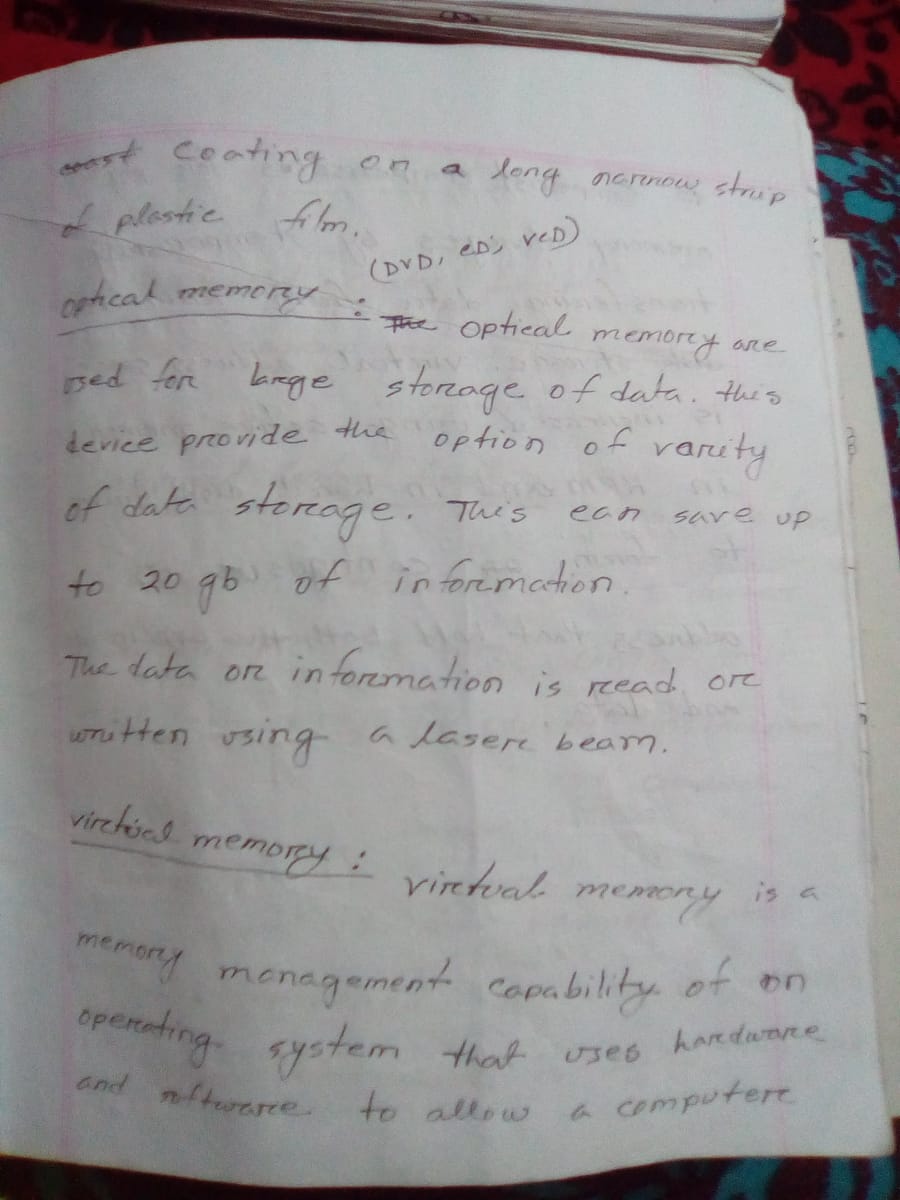 coating on a long narrow strip
of plastic film.
(DVD, CD's, VCD)
optical memory : The optical memory are
used for large storage of data. this
device provide the option of varity
of data storage. This can save up
to 20 gb of information.
The data or information is read or
written using a laser beam.
virtual memory :
virtual memory is a
memory management capability of on
operating system that uses hardware
and software to allow a computer